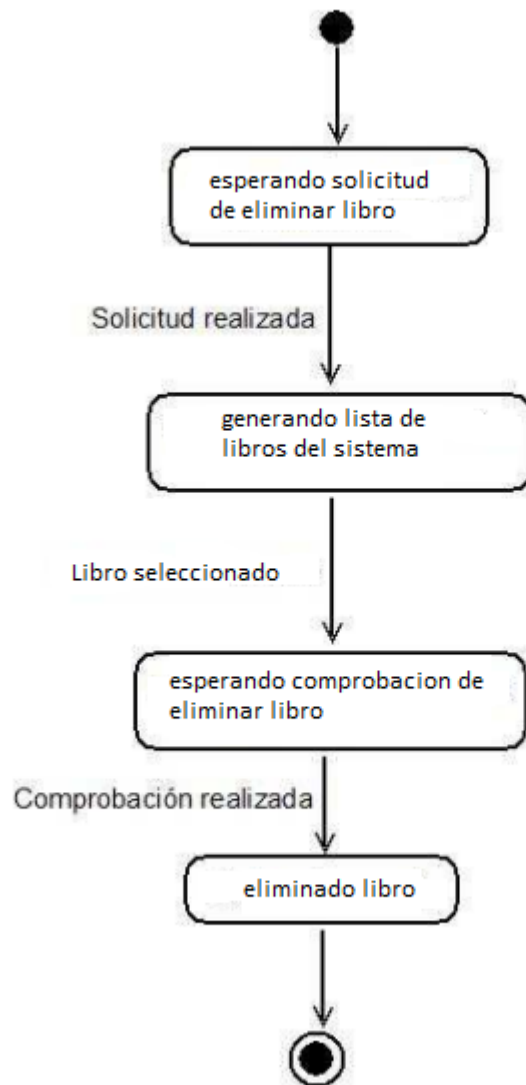 esperando solicitud
de eliminar libro
Solicitud realizada
generando lista de
libros del sistema
Libro seleccionado
esperando comprobacion de
eliminar libro
Comprobación realizada
eliminado libro